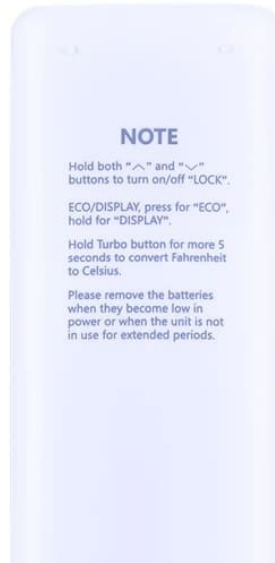 NOTE
Hold both "︿" and "﹀"
buttons to turn on/off "LOCK".
ECO/DISPLAY, press for "ECO",
hold for "DISPLAY".
Hold Turbo button for more 5
seconds to convert Fahrenheit
to Celsius.
Please remove the batteries
when they become low in
power or when the unit is not
in use for extended periods.